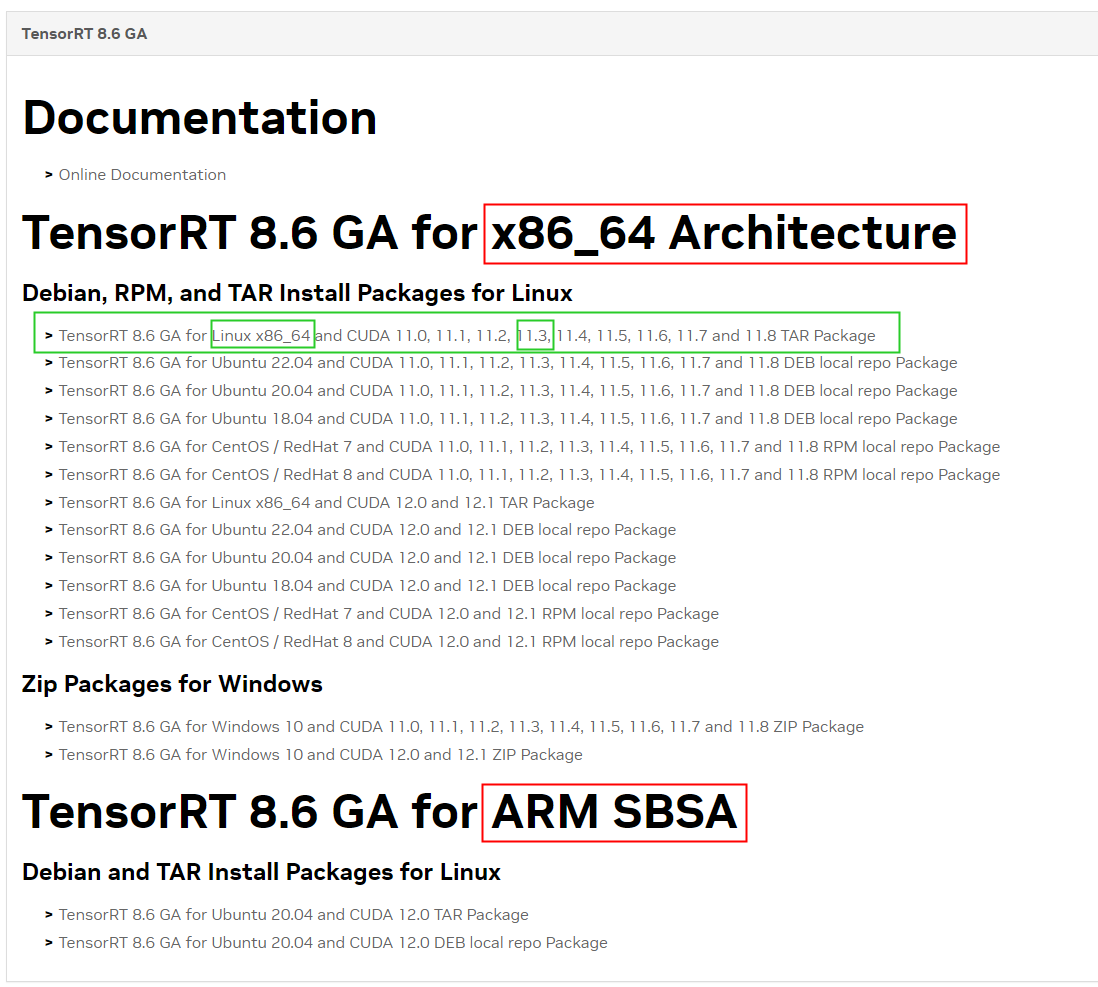 TensorRT 8.6 GA
Documentation
> Online Documentation
TensorRT 8.6 GA for x86_64 Architecture
Debian, RPM, and TAR Install Packages for Linux
> TensorRT 8.6 GA for Linux x86_64 and CUDA 11.0, 11.1, 11.2, 11.3, 11.4, 11.5, 11.6, 11.7 and 11.8 TAR Package
> TensorRT 8.6 GA for Ubuntu 22.04 and CUDA 11.0, 11.1, 11.2, 11.3, 11.4, 11.5, 11.6, 11.7 and 11.8 DEB local repo Package
> TensorRT 8.6 GA for Ubuntu 20.04 and CUDA 11.0, 11.1, 11.2, 11.3, 11.4, 11.5, 11.6, 11.7 and 11.8 DEB local repo Package
> TensorRT 8.6 GA for Ubuntu 18.04 and CUDA 11.0, 11.1, 11.2, 11.3, 11.4, 11.5, 11.6, 11.7 and 11.8 DEB local repo Package
> TensorRT 8.6 GA for CentOS / RedHat 7 and CUDA 11.0, 11.1, 11.2, 11.3, 11.4, 11.5, 11.6, 11.7 and 11.8 RPM local repo Package
> TensorRT 8.6 GA for CentOS / RedHat 8 and CUDA 11.0, 11.1, 11.2, 11.3, 11.4, 11.5, 11.6, 11.7 and 11.8 RPM local repo Package
> TensorRT 8.6 GA for Linux x86_64 and CUDA 12.0 and 12.1 TAR Package
> TensorRT 8.6 GA for Ubuntu 22.04 and CUDA 12.0 and 12.1 DEB local repo Package
> TensorRT 8.6 GA for Ubuntu 20.04 and CUDA 12.0 and 12.1 DEB local repo Package
> TensorRT 8.6 GA for Ubuntu 18.04 and CUDA 12.0 and 12.1 DEB local repo Package
> TensorRT 8.6 GA for CentOS / RedHat 7 and CUDA 12.0 and 12.1 RPM local repo Package
> TensorRT 8.6 GA for CentOS / RedHat 8 and CUDA 12.0 and 12.1 RPM local repo Package
Zip Packages for Windows
> TensorRT 8.6 GA for Windows 10 and CUDA 11.0, 11.1, 11.2, 11.3, 11.4, 11.5, 11.6, 11.7 and 11.8 ZIP Package
> TensorRT 8.6 GA for Windows 10 and CUDA 12.0 and 12.1 ZIP Package
TensorRT 8.6 GA for ARM SBSA
Debian and TAR Install Packages for Linux
> TensorRT 8.6 GA for Ubuntu 20.04 and CUDA 12.0 TAR Package
> TensorRT 8.6 GA for Ubuntu 20.04 and CUDA 12.0 DEB local repo Package